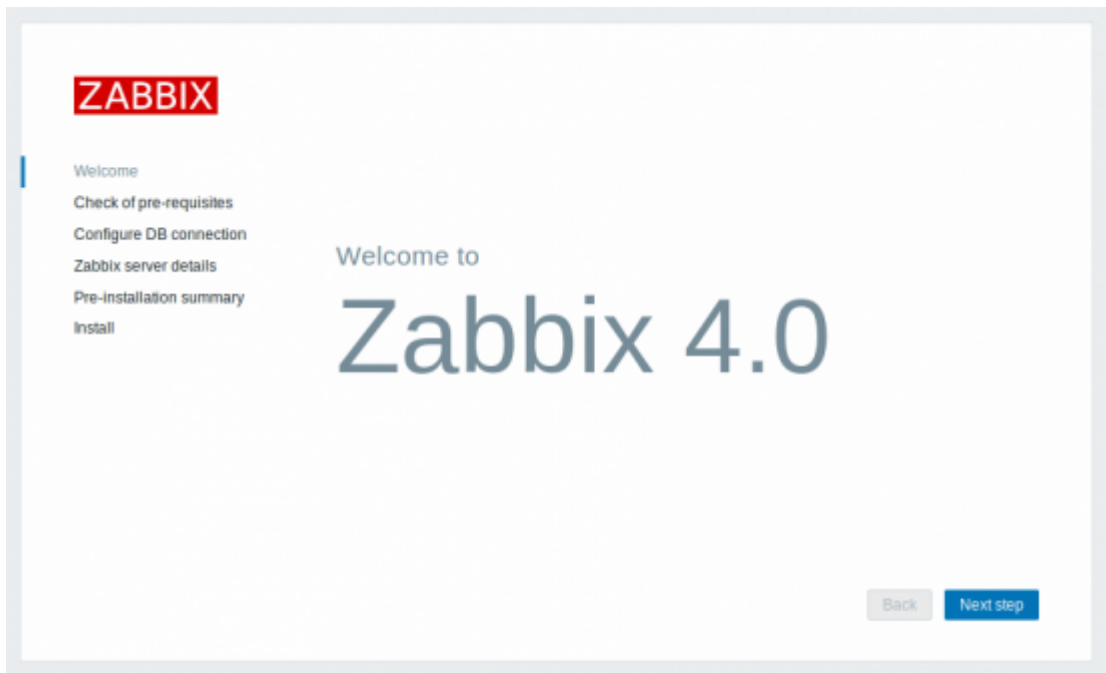 ZABBIX
Welcome
Check of pre-requisites
Configure DB connection
Zabbix server details
Pre-installation summary
Install
Welcome to
Zabbix 4.0
Back
Next step